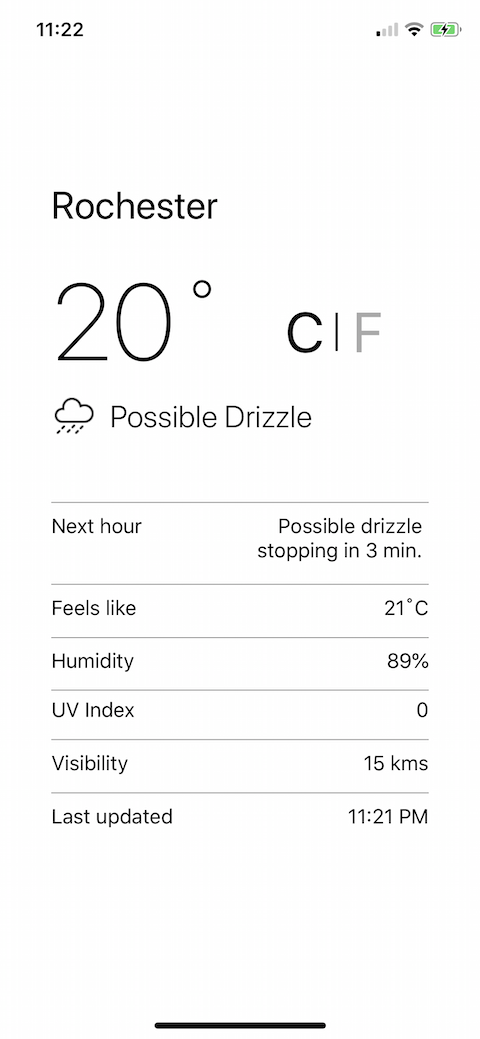 11:22
Rochester
20°
C|F
Possible Drizzle
Next hour Possible drizzle
stopping in 3 min.
Feels like 21°C
Humidity 89%
UV Index 0
Visibility 15 kms
Last updated 11:21 PM